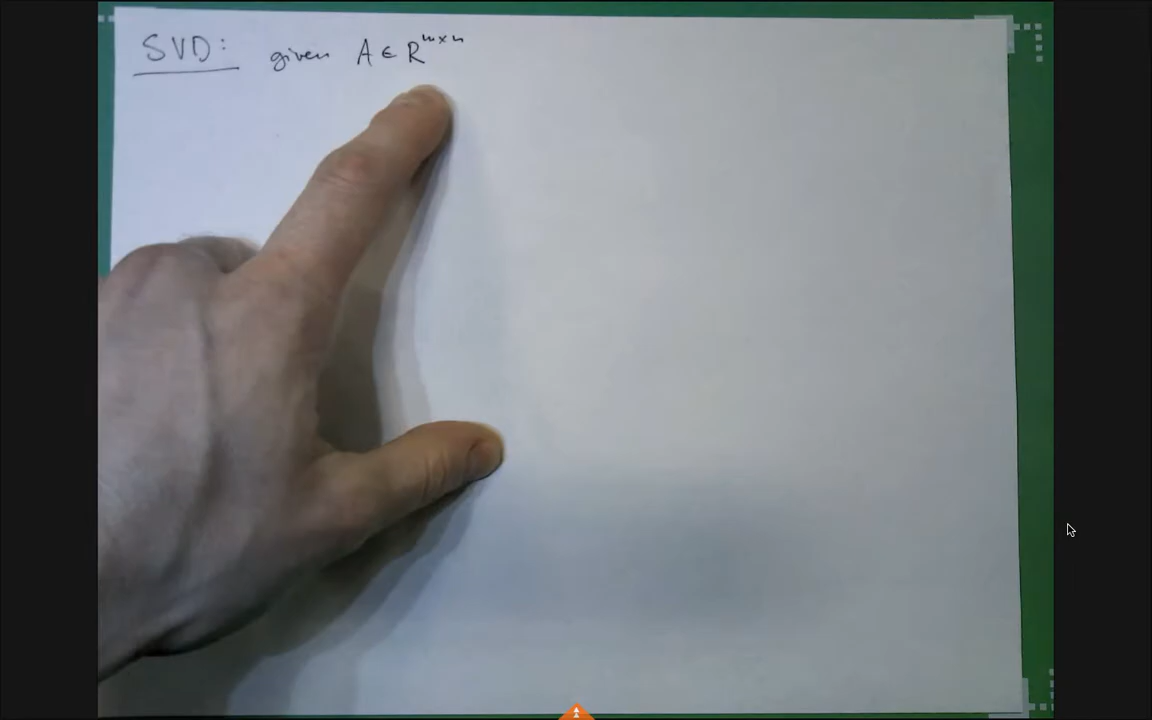 SVD: given A ∈ R^{m×n}